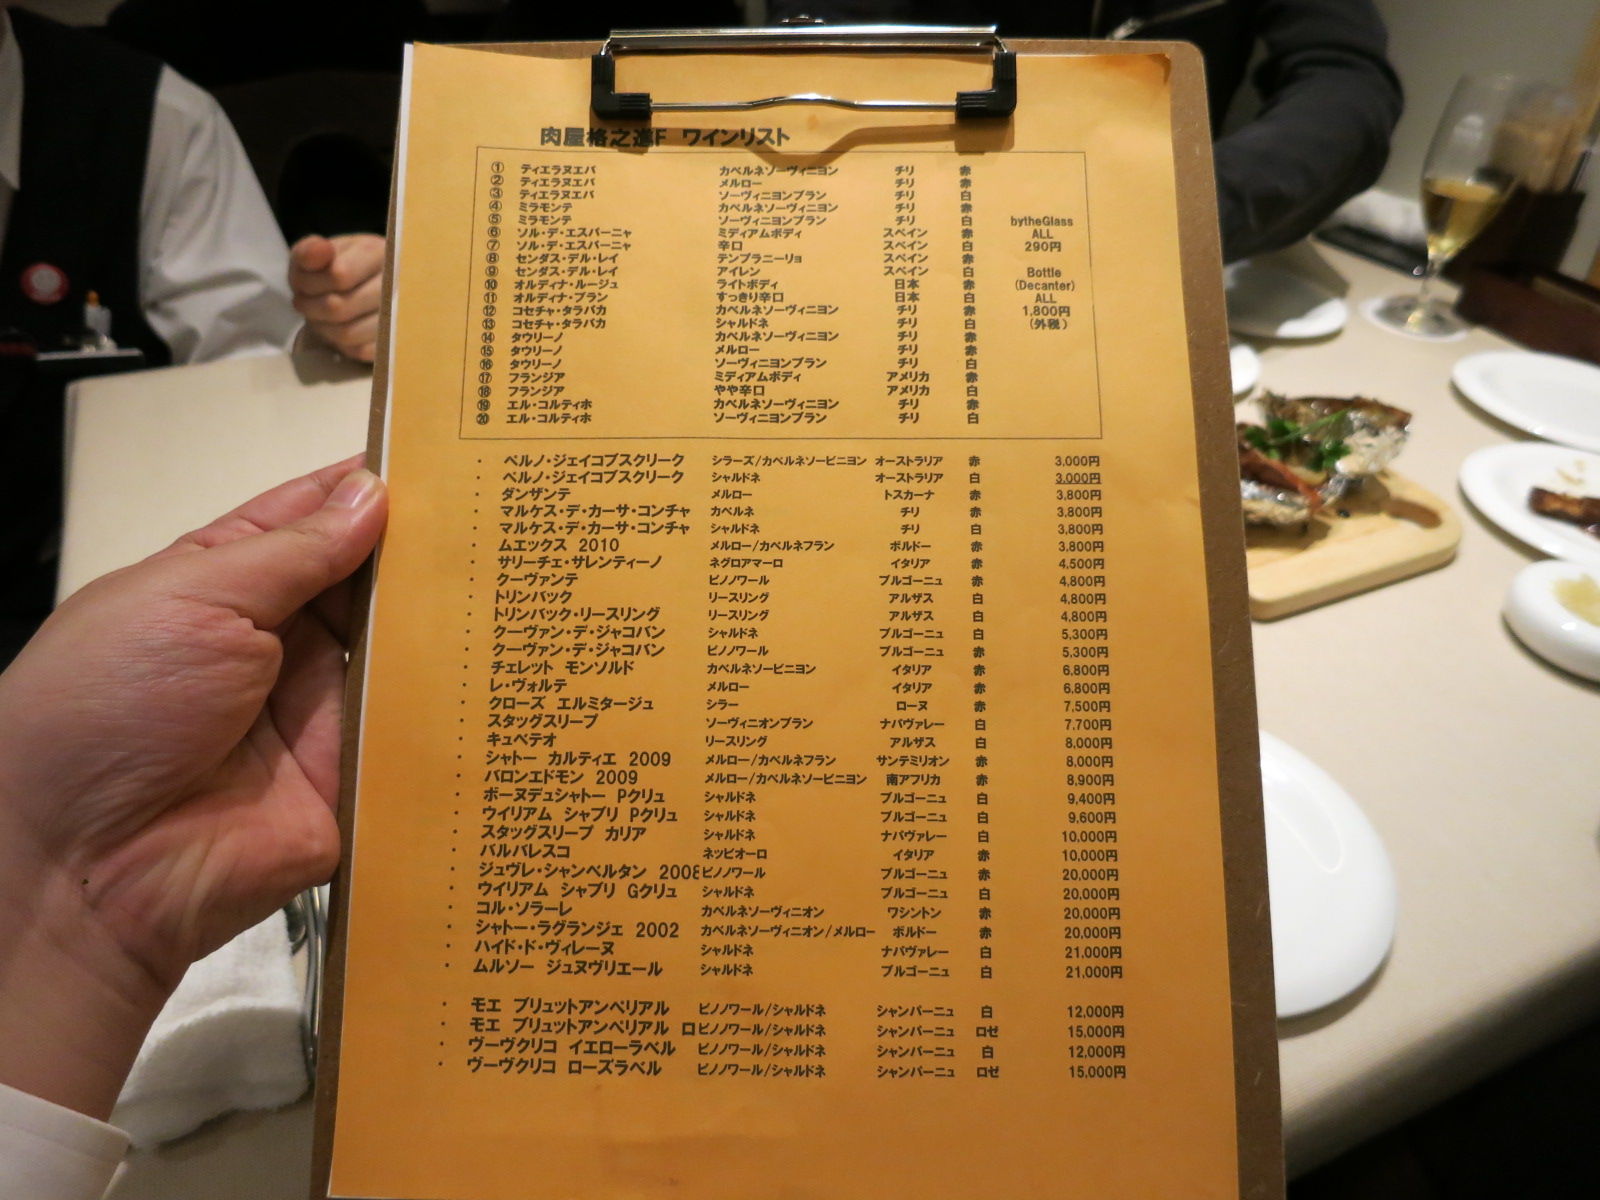 肉屋格之進F ワインリスト
① ティエラヌエバ カベルネソーヴィニヨン チリ 赤
② ティエラヌエバ メルロー チリ 赤
③ ティエラヌエバ ソーヴィニヨンブラン チリ 白
④ ミラモンテ カベルネソーヴィニヨン チリ 赤
⑤ ミラモンテ ソーヴィニヨンブラン チリ 白 bytheGlass
⑥ ソル・デ・エスパーニャ ミディアムボディ スペイン 赤 ALL
⑦ ソル・デ・エスパーニャ 辛口 スペイン 白 290円
⑧ センダス・デル・レイ テンプラニーリョ スペイン 赤
⑨ センダス・デル・レイ アイレン スペイン 白 Bottle
⑩ オルディナ・ルージュ ライトボディ 日本 赤 (Decanter)
⑪ オルディナ・ブラン すっきり辛口 日本 白 ALL
⑫ コセチャ・タラパカ カベルネソーヴィニヨン チリ 赤 1,800円
⑬ コセチャ・タラパカ シャルドネ チリ 白 (外税)
⑭ タウリーノ カベルネソーヴィニヨン チリ 赤
⑮ タウリーノ メルロー チリ 赤
⑯ タウリーノ ソーヴィニヨンブラン チリ 白
⑰ フランジア ミディアムボディ アメリカ 赤
⑱ フランジア やや辛口 アメリカ 白
⑲ エル・コルティホ カベルネソーヴィニヨン チリ 赤
⑳ エル・コルティホ ソーヴィニヨンブラン チリ 白
・ ペルノ・ジェイコブスクリーク シラーズ/カベルネソービニヨン オーストラリア 赤 3,000円
・ ペルノ・ジェイコブスクリーク シャルドネ オーストラリア 白 3,000円
・ ダンザンテ メルロー トスカーナ 赤 3,800円
・ マルケス・デ・カーサ・コンチャ カベルネ チリ 赤 3,800円
・ マルケス・デ・カーサ・コンチャ シャルドネ チリ 白 3,800円
・ ムエックス 2010 メルロー/カベルネフラン ボルドー 赤 3,800円
・ サリーチェ・サレンティーノ ネグロアマーロ イタリア 赤 4,500円
・ クーヴァンテ ピノノワール ブルゴーニュ 赤 4,800円
・ トリンバック リースリング アルザス 白 4,800円
・ トリンバック・リースリング リースリング アルザス 白 4,800円
・ クーヴァン・デ・ジャコバン シャルドネ ブルゴーニュ 白 5,300円
・ クーヴァン・デ・ジャコバン ピノノワール ブルゴーニュ 赤 5,300円
・ チェレット モンソルド カベルネソービニヨン イタリア 赤 6,800円
・ レ・ヴォルテ メルロー イタリア 赤 6,800円
・ クローズ エルミタージュ シラー ローヌ 赤 7,500円
・ スタッグスリープ ソーヴィニオンブラン ナパヴァレー 白 7,700円
・ キュベテオ リースリング アルザス 白 8,000円
・ シャトー カルティエ 2009 メルロー/カベルネフラン サンテミリオン 赤 8,000円
・ バロンエドモン 2009 メルロー/カベルネソービニヨン 南アフリカ 赤 8,900円
・ ボーヌデュシャトー Pクリュ シャルドネ ブルゴーニュ 白 9,400円
・ ウイリアム シャブリ Pクリュ シャルドネ ブルゴーニュ 白 9,600円
・ スタッグスリープ カリア シャルドネ ナパヴァレー 白 10,000円
・ バルバレスコ ネッビオーロ イタリア 赤 10,000円
・ ジュヴレ・シャンベルタン 2008 ピノノワール ブルゴーニュ 赤 20,000円
・ ウイリアム シャブリ Gクリュ シャルドネ ブルゴーニュ 白 20,000円
・ コル・ソラーレ カベルネソーヴィニオン ワシントン 赤 20,000円
・ シャトー・ラグランジェ 2002 カベルネソーヴィニオン/メルロー ボルドー 赤 20,000円
・ ハイド・ド・ヴィレーヌ シャルドネ ナパヴァレー 白 21,000円
・ ムルソー ジュヌヴリエール シャルドネ ブルゴーニュ 白 21,000円
・ モエ ブリュットアンペリアル ピノノワール/シャルドネ シャンパーニュ 白 12,000円
・ モエ ブリュットアンペリアル ロ ピノノワール/シャルドネ シャンパーニュ ロゼ 15,000円
・ ヴーヴクリコ イエローラベル ピノノワール/シャルドネ シャンパーニュ 白 12,000円
・ ヴーヴクリコ ローズラベル ピノノワール/シャルドネ シャンパーニュ ロゼ 15,000円